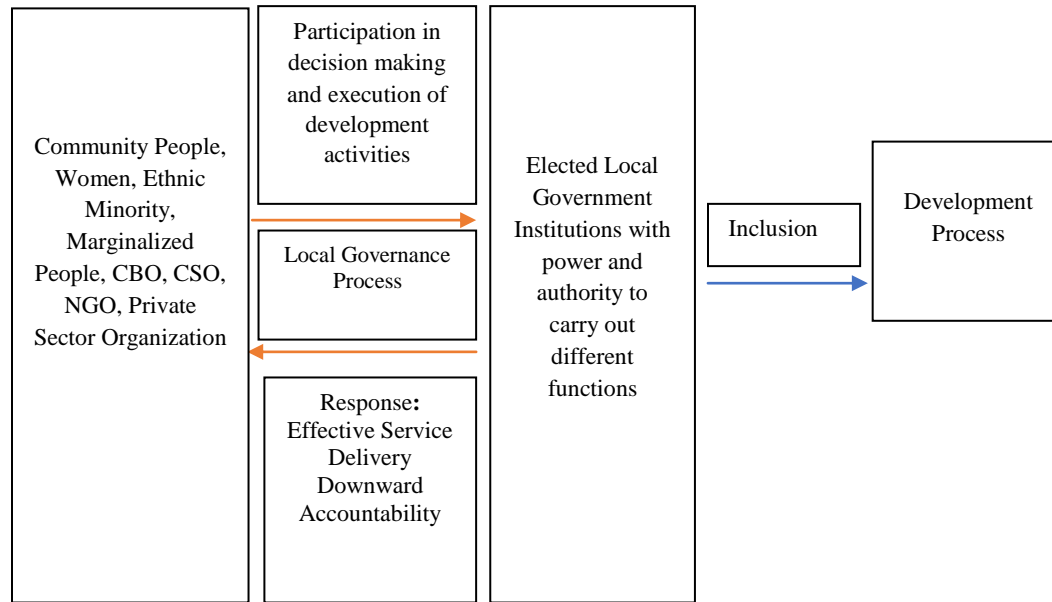 Community People,
Women, Ethnic
Minority,
Marginalized
People, CBO, CSO,
NGO, Private
Sector Organization
Participation in
decision making
and execution of
development
activities
Local Governance
Process
Response:
Effective Service
Delivery
Downward
Accountability
Elected Local
Government
Institutions with
power and
authority to
carry out
different
functions
Inclusion
Development
Process